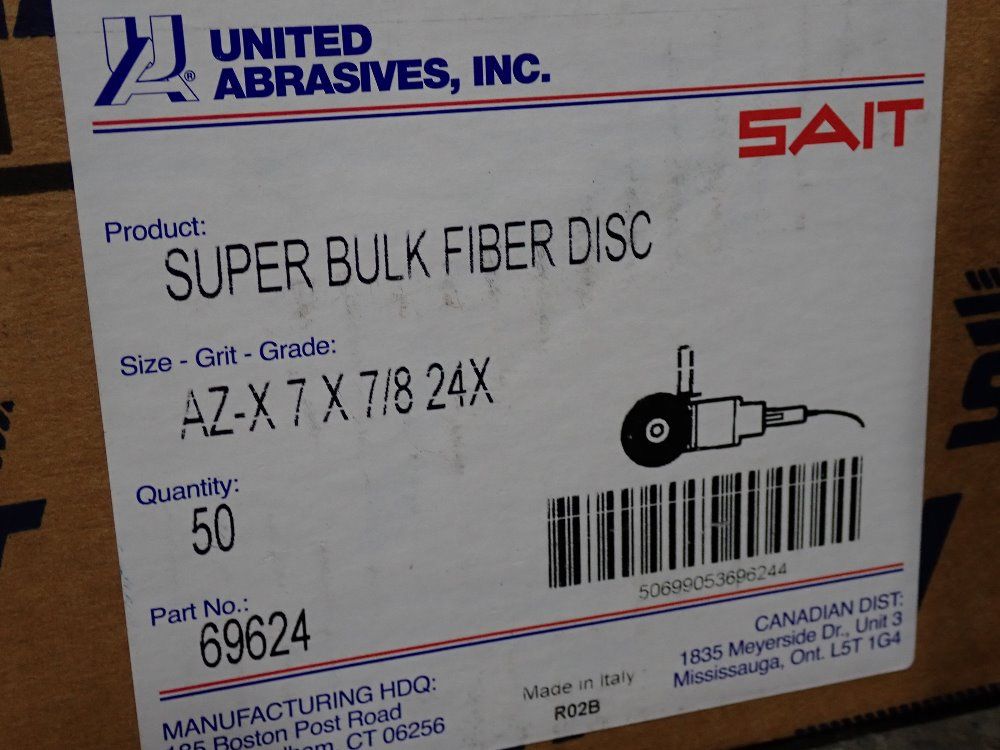 UNITED
ABRASIVES, INC.
SAIT
Product:
SUPER BULK FIBER DISC
Size - Grit - Grade:
AZ-X 7 X 7/8 24X
Quantity:
50
50699053696244
Part No.:
69624
MANUFACTURING HDQ:
185 Boston Post Road
CT 06256
Made in Italy
R02B
CANADIAN DIST:
1835 Meyerside Dr., Unit 3
Mississauga, Ont. L5T 1G4